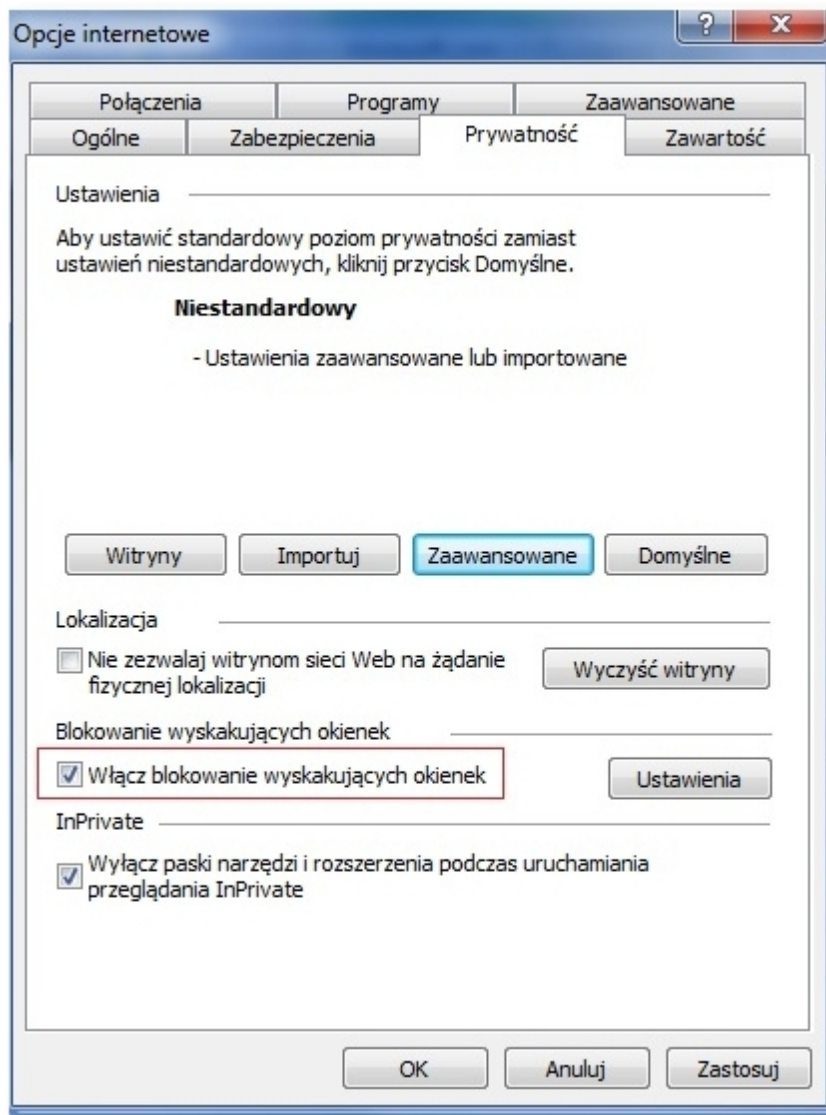 Opcje internetowe
?
X
Połączenia
Programy
Zaawansowane
Ogólne
Zabezpieczenia
Prywatność
Zawartość
Ustawienia
Aby ustawić standardowy poziom prywatności zamiast
ustawień niestandardowych, kliknij przycisk Domyślne.
Niestandardowy
- Ustawienia zaawansowane lub importowane
Witryny
Importuj
Zaawansowane
Domyślne
Lokalizacja
Nie zezwalaj witrynom sieci Web na żądanie
fizycznej lokalizacji
Wyczyść witryny
Blokowanie wyskakujących okienek
Włącz blokowanie wyskakujących okienek
Ustawienia
InPrivate
Wyłącz paski narzędzi i rozszerzenia podczas uruchamiania
przeglądania InPrivate
OK
Anuluj
Zastosuj